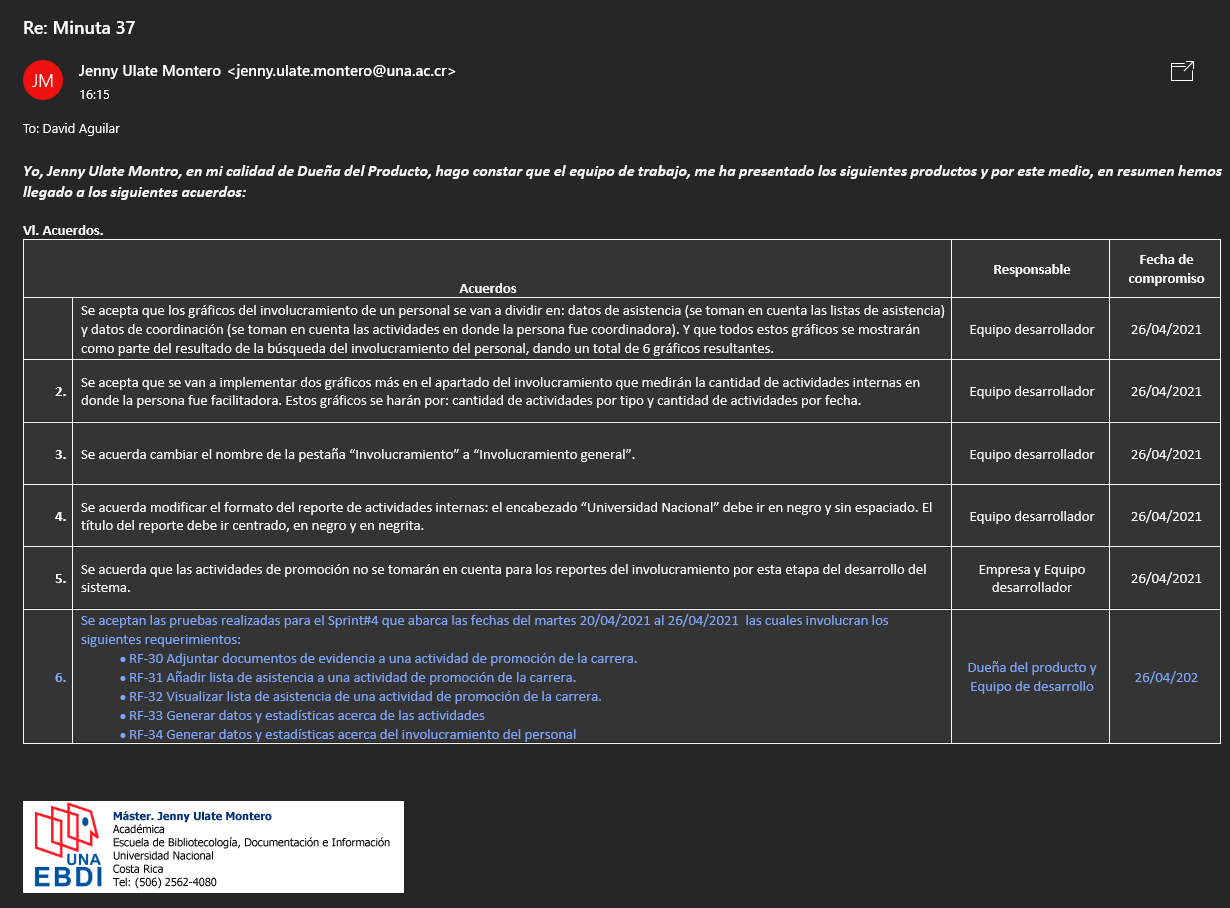 Re: Minuta 37
JM
Jenny Ulate Montero <jenny.ulate.montero@una.ac.cr>
16:15
To: David Aguilar
Yo, Jenny Ulate Montro, en mi calidad de Dueña del Producto, hago constar que el equipo de trabajo, me ha presentado los siguientes productos y por este medio, en resumen hemos
llegado a los siguientes acuerdos:
VI. Acuerdos.
Acuerdos
Responsable
Fecha de
compromiso
Se acepta que los gráficos del involucramiento de un personal se van a dividir en: datos de asistencia (se toman en cuenta las listas de asistencia)
y datos de coordinación (se toman en cuenta las actividades en donde la persona fue coordinadora). Y que todos estos gráficos se mostrarán
como parte del resultado de la búsqueda del involucramiento del personal, dando un total de 6 gráficos resultantes.
Equipo desarrollador
26/04/2021
2.
Se acepta que se van a implementar dos gráficos más en el apartado del involucramiento que medirán la cantidad de actividades internas en
donde la persona fue facilitadora. Estos gráficos se harán por: cantidad de actividades por tipo y cantidad de actividades por fecha.
Equipo desarrollador
26/04/2021
3.
Se acuerda cambiar el nombre de la pestaña “Involucramiento” a “Involucramiento general”.
Equipo desarrollador
26/04/2021
4.
Se acuerda modificar el formato del reporte de actividades internas: el encabezado “Universidad Nacional” debe ir en negro y sin espaciado. El
título del reporte debe ir centrado, en negro y en negrita.
Equipo desarrollador
26/04/2021
5.
Se acuerda que las actividades de promoción no se tomarán en cuenta para los reportes del involucramiento por esta etapa del desarrollo del
sistema.
Empresa y Equipo
desarrollador
26/04/2021
6.
Se aceptan las pruebas realizadas para el Sprint#4 que abarca las fechas del martes 20/04/2021 al 26/04/2021 las cuales involucran los
siguientes requerimientos:
• RF-30 Adjuntar documentos de evidencia a una actividad de promoción de la carrera.
• RF-31 Añadir lista de asistencia a una actividad de promoción de la carrera.
• RF-32 Visualizar lista de asistencia de una actividad de promoción de la carrera.
• RF-33 Generar datos y estadísticas acerca de las actividades
• RF-34 Generar datos y estadísticas acerca del involucramiento del personal
Dueña del producto y
Equipo de desarrollo
26/04/202
UNA
EBDI
Máster. Jenny Ulate Montero
Académica
Escuela de Bibliotecología, Documentación e Información
Universidad Nacional
Costa Rica
Tel: (506) 2562-4080